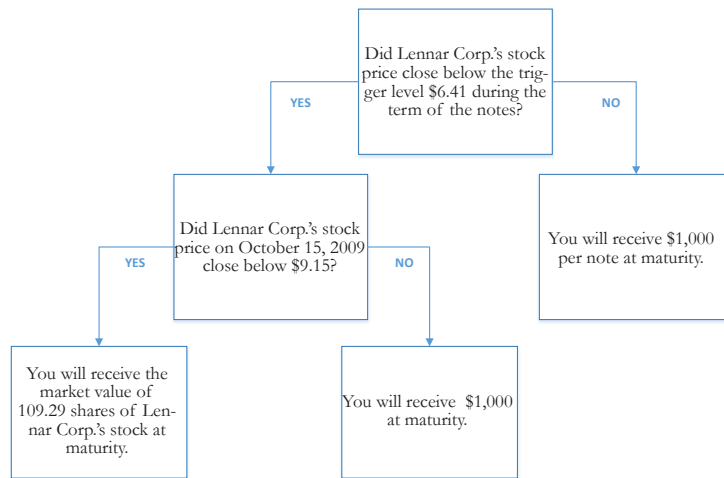 Did Lennar Corp.'s stock
price close below the trig-
ger level $6.41 during the
term of the notes?
YES
NO
Did Lennar Corp.'s stock
price on October 15, 2009
close below $9.15?
You will receive $1,000
per note at maturity.
YES
NO
You will receive the
market value of
109.29 shares of Len-
nar Corp.'s stock at
maturity.
You will receive $1,000
at maturity.